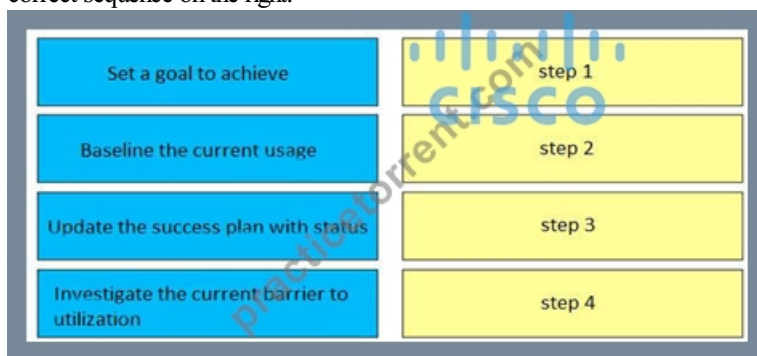 correct sequence on the right.
CISCO
Set a goal to achieve
step 1
Baseline the current usage
step 2
Update the success plan with status
step 3
Investigate the current barrier to
utilization
step 4
practicetorrent.com